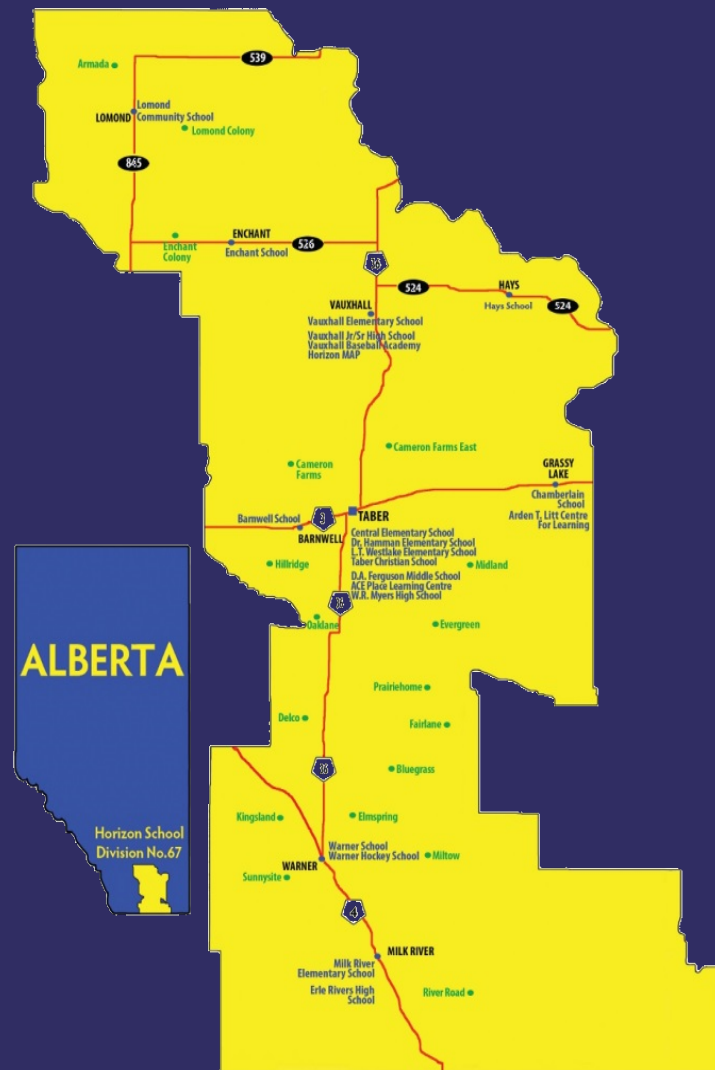 Armada
539
Lomond
LOMOND Community School
Lomond Colony
845
ENCHANT
Enchant School
526
Enchant
Colony
524
HAYS
Hays School
524
VAUXHALL
Vauxhall Elementary School
Vauxhall Jr/Sr High School
Vauxhall Baseball Academy
Horizon MAP
Cameron Farms East
Cameron
Farms
GRASSY
LAKE
Chamberlain
School
Arden T. Litt Centre
For Learning
Barnwell School
3
TABER
BARNWELL
Central Elementary School
Dr. Hamman Elementary School
L.T. Westlake Elementary School
Taber Christian School
D.A. Ferguson Middle School
ACE Place Learning Centre
W.R. Myers High School
Hillridge
Midland
Oaklane
Evergreen
ALBERTA
Prairiehome
Delco
Fairlane
Bluegrass
Kingsland
Elmspring
Horizon School
Division No.67
Warner School
Warner Hockey School
WARNER
Miltow
Sunnysite
4
MILK RIVER
Milk River
Elementary School
Erle Rivers High
School
River Road